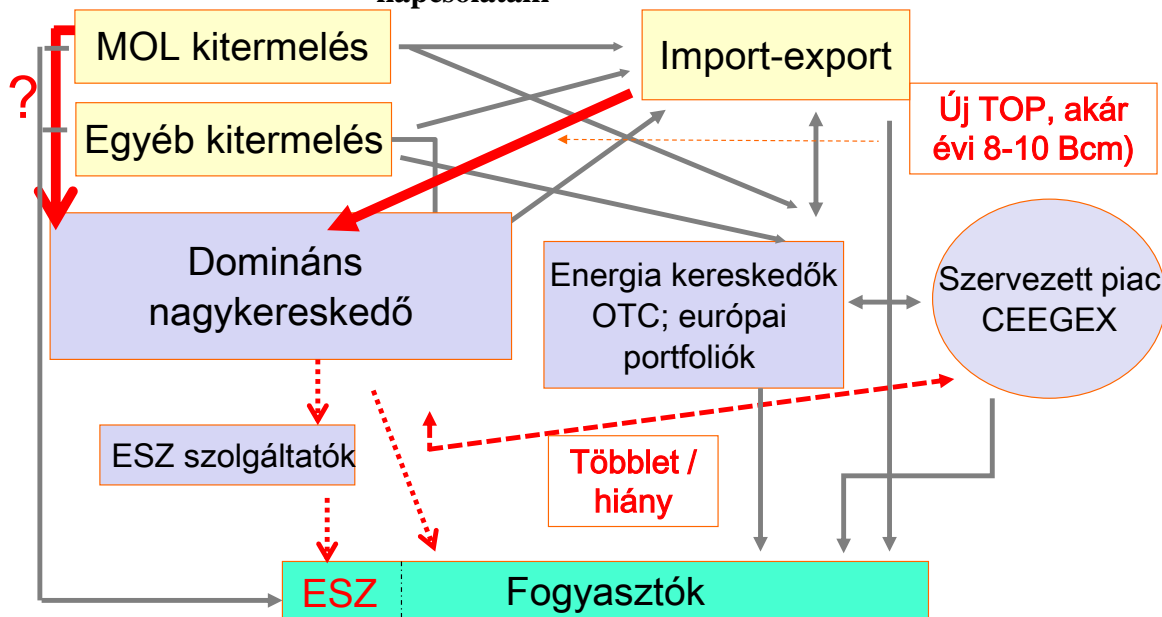 MOL kitermelés
Import-export
?
Új TOP, akár
évi 8-10 Bcm)
Egyéb kitermelés
Domináns
nagykereskedő
Energia kereskedők
OTC; európai
portfoliók
Szervezett piac
CEEGEX
ESZ szolgáltatók
Többlet /
hiány
ESZ
Fogyasztók